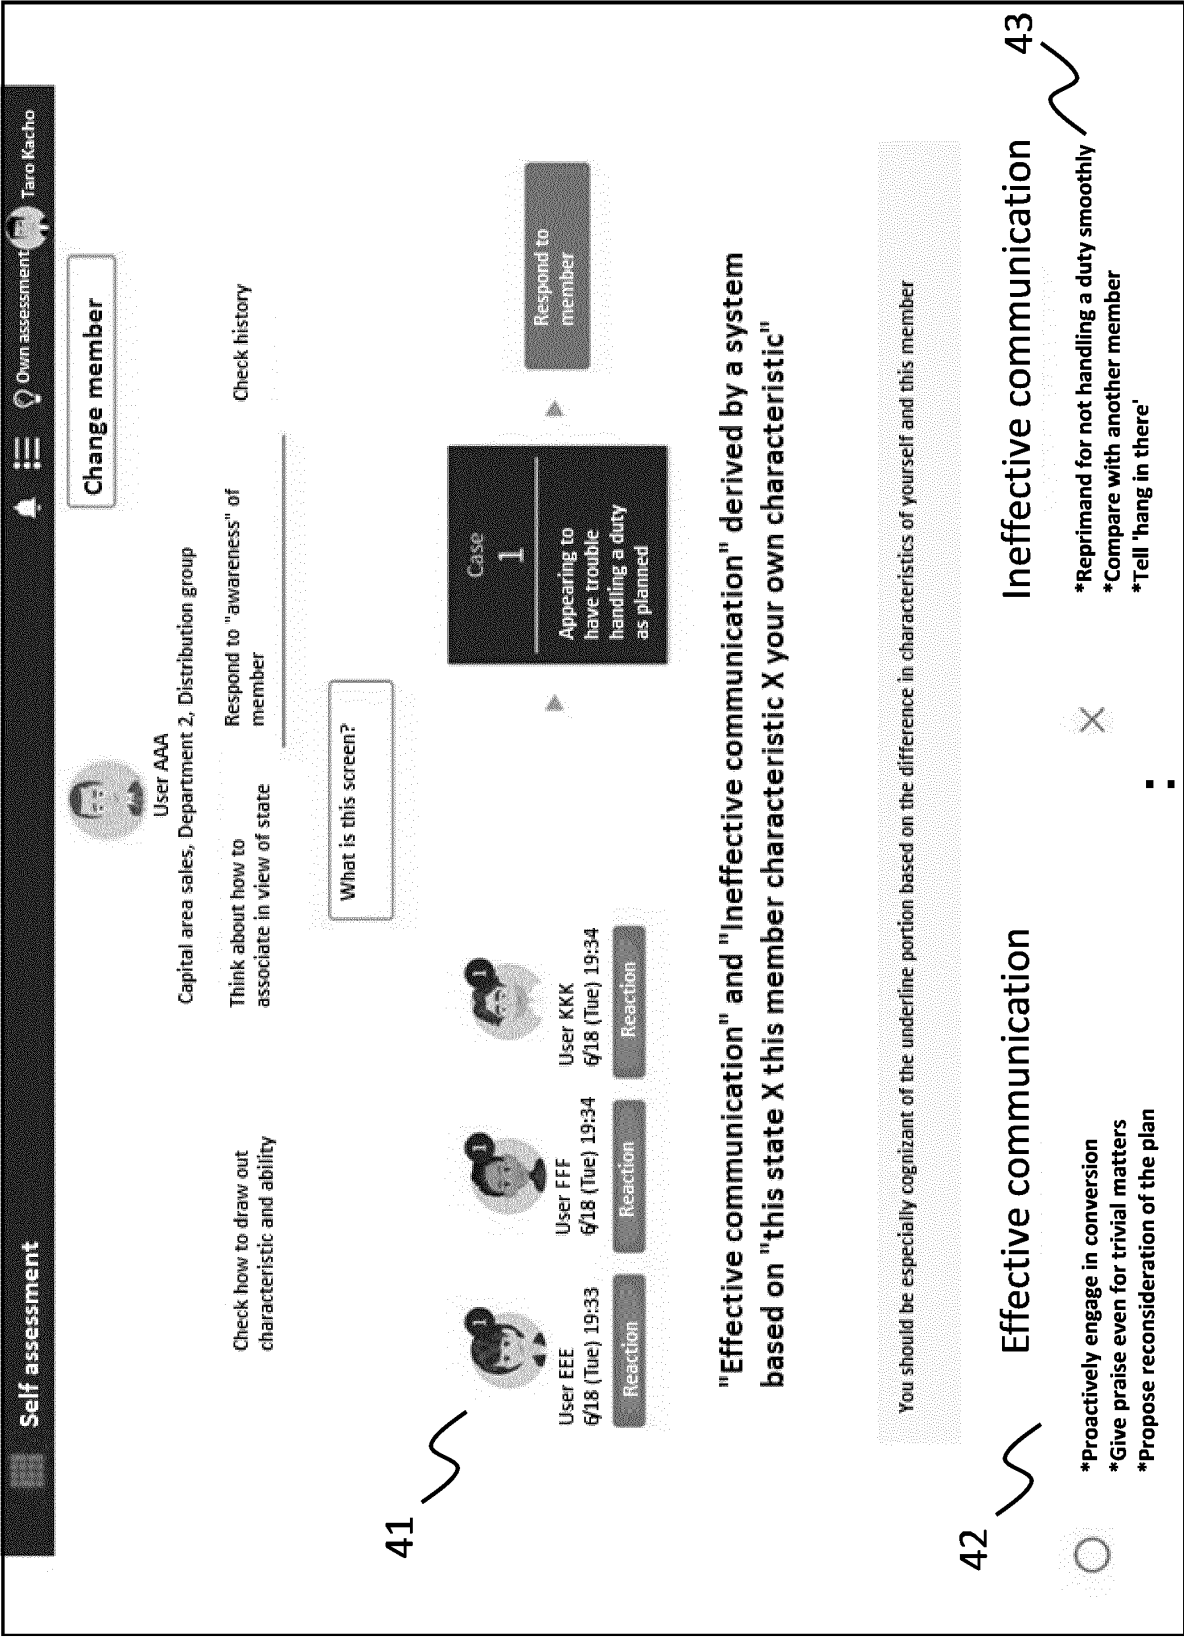 Self assessment
Own assessment
Taro Kacho
Change member
User AAA
Capital area sales, Department 2, Distribution group
Check how to draw out
characteristic and ability
Think about how to
associate in view of state
Respond to "awareness" of
member
Check history
What is this screen?
41
1
User EEE
6/18 (Tue) 19:33
Reaction
1
User FFF
6/18 (Tue) 19:34
Reaction
1
User KKK
6/18 (Tue) 19:34
Reaction
Case
1
Appearing to
have trouble
handling a duty
as planned
Respond to
member
"Effective communication" and "Ineffective communication" derived by a system
based on "this state X this member characteristic X your own characteristic"
You should be especially cognizant of the underline portion based on the difference in characteristics of yourself and this member
42
Effective communication
*Proactively engage in conversion
*Give praise even for trivial matters
*Propose reconsideration of the plan
43
Ineffective communication
*Reprimand for not handling a duty smoothly
*Compare with another member
*Tell 'hang in there'